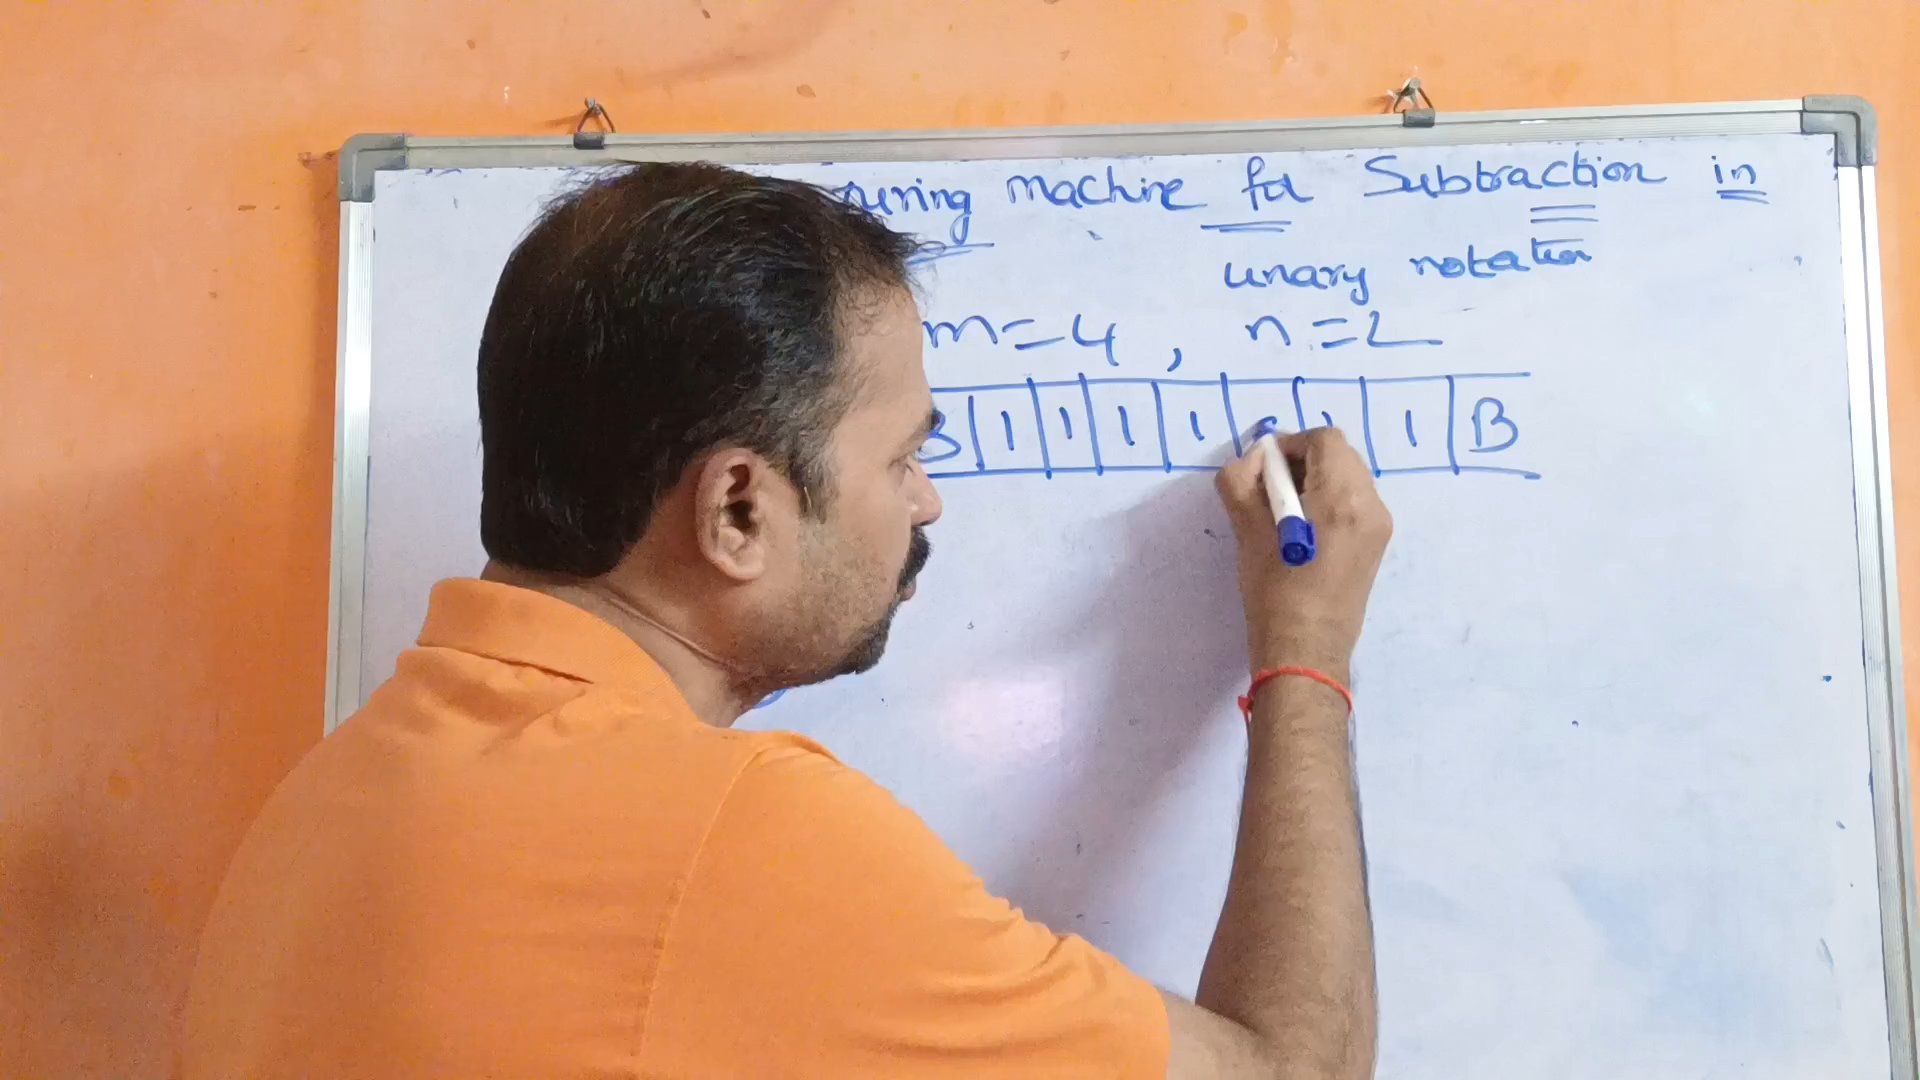 machine for Subtraction in
unary notation
m=4, n=2
B 1 1 1 1 1 1 B